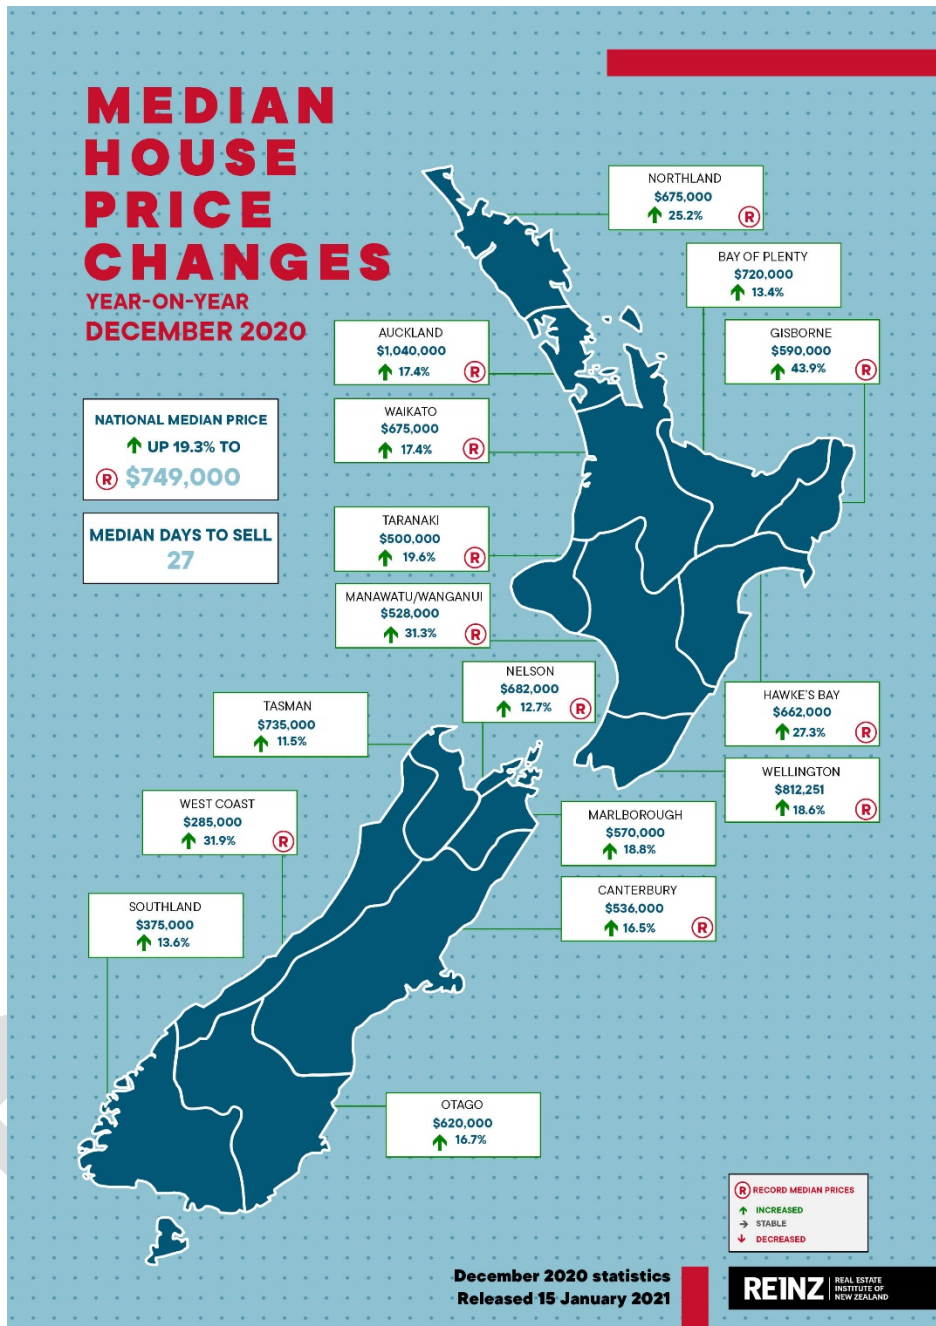 MEDIAN
HOUSE
PRICE
CHANGES
YEAR-ON-YEAR
DECEMBER 2020
NATIONAL MEDIAN PRICE
UP 19.3% TO
R $749,000
MEDIAN DAYS TO SELL
27
NORTHLAND
$675,000
25.2% R
BAY OF PLENTY
$720,000
13.4%
GISBORNE
$590,000
43.9% R
AUCKLAND
$1,040,000
17.4% R
WAIKATO
$675,000
17.4% R
TARANAKI
$500,000
19.6% R
MANAWATU/WANGANUI
$528,000
31.3% R
NELSON
$682,000
12.7% R
TASMAN
$735,000
11.5%
HAWKE'S BAY
$662,000
27.3% R
WELLINGTON
$812,251
18.6% R
WEST COAST
$285,000
31.9% R
MARLBOROUGH
$570,000
18.8%
CANTERBURY
$536,000
16.5% R
SOUTHLAND
$375,000
13.6%
OTAGO
$620,000
16.7%
R RECORD MEDIAN PRICES
INCREASED
STABLE
DECREASED
December 2020 statistics
Released 15 January 2021
REINZ
REAL ESTATE
INSTITUTE OF
NEW ZEALAND